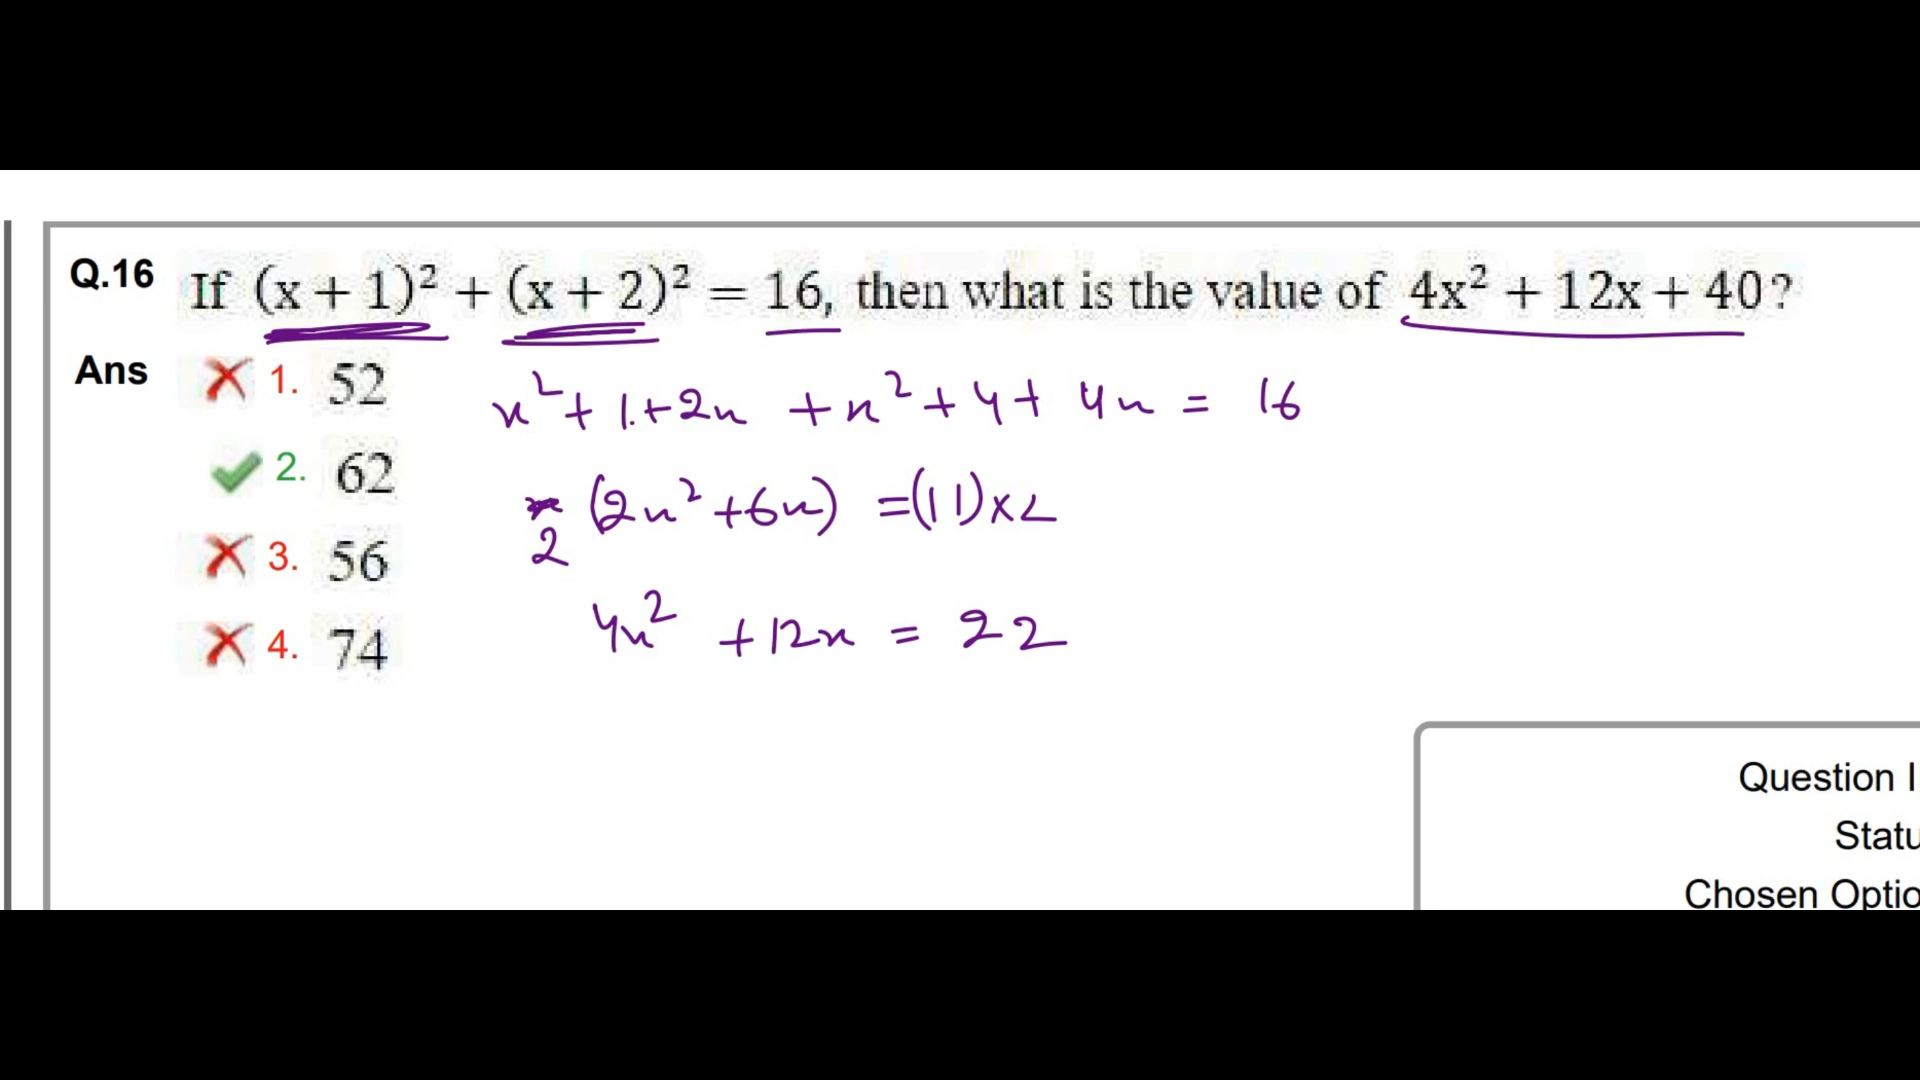 Q.16 If (x + 1)² + (x + 2)² = 16, then what is the value of 4x² + 12x + 40?
Ans 1. 52
2. 62
3. 56
4. 74
x² + 1 + 2x + x² + 4 + 4x = 16
2 (2x² + 6x) = (11) × 2
4x² + 12x = 22
Question I
Statu
Chosen Optio